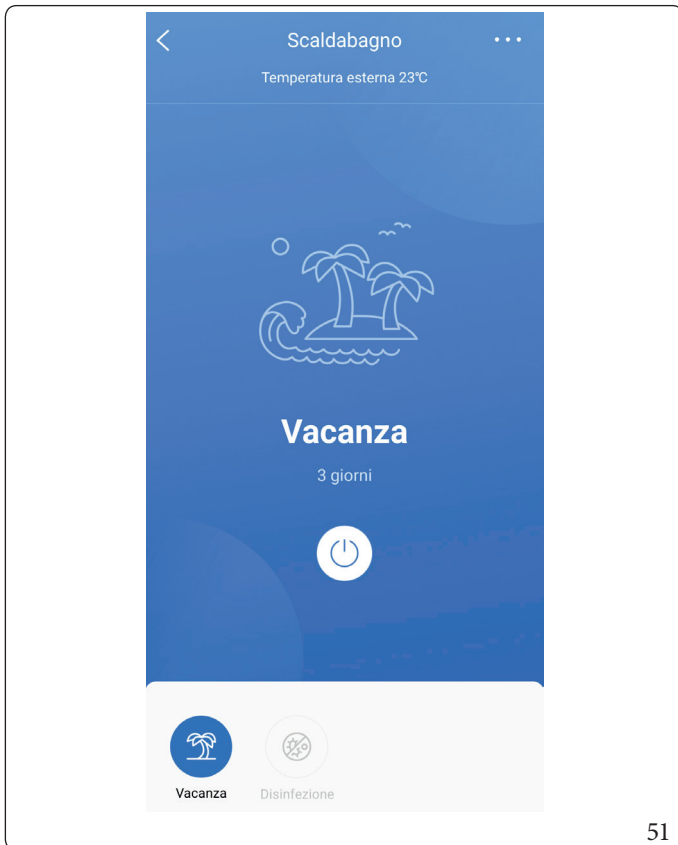 Scaldabagno
Temperatura esterna 23℃
Vacanza
3 giorni
Vacanza
Disinfezione
51